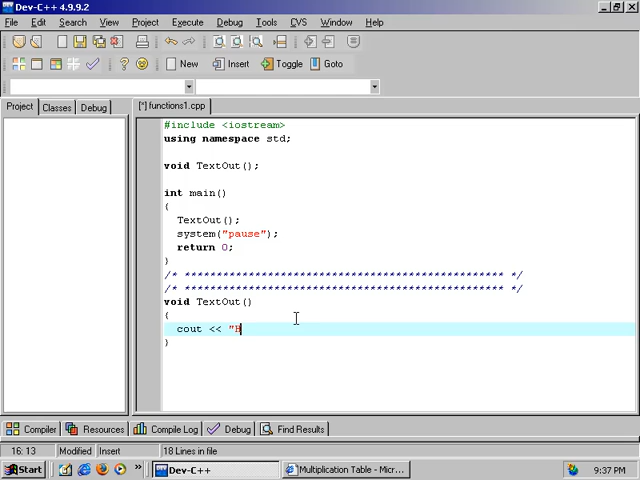 Dev-C++ 4.9.9.2
File Edit Search View Project Execute Debug Tools CVS Window Help
New Insert Toggle Goto
Project Classes Debug [*] functions1.cpp
#include <iostream>
using namespace std;
void TextOut();
int main()
{
TextOut();
system("pause");
return 0;
}
/* ************************************************* */
/* ************************************************* */
void TextOut()
{
cout << "H
}
Compiler Resources Compile Log Debug Find Results
16: 13 Modified Insert 18 Lines in file
Start » Dev-C++ Multiplication Table - Micr... 9:37 PM